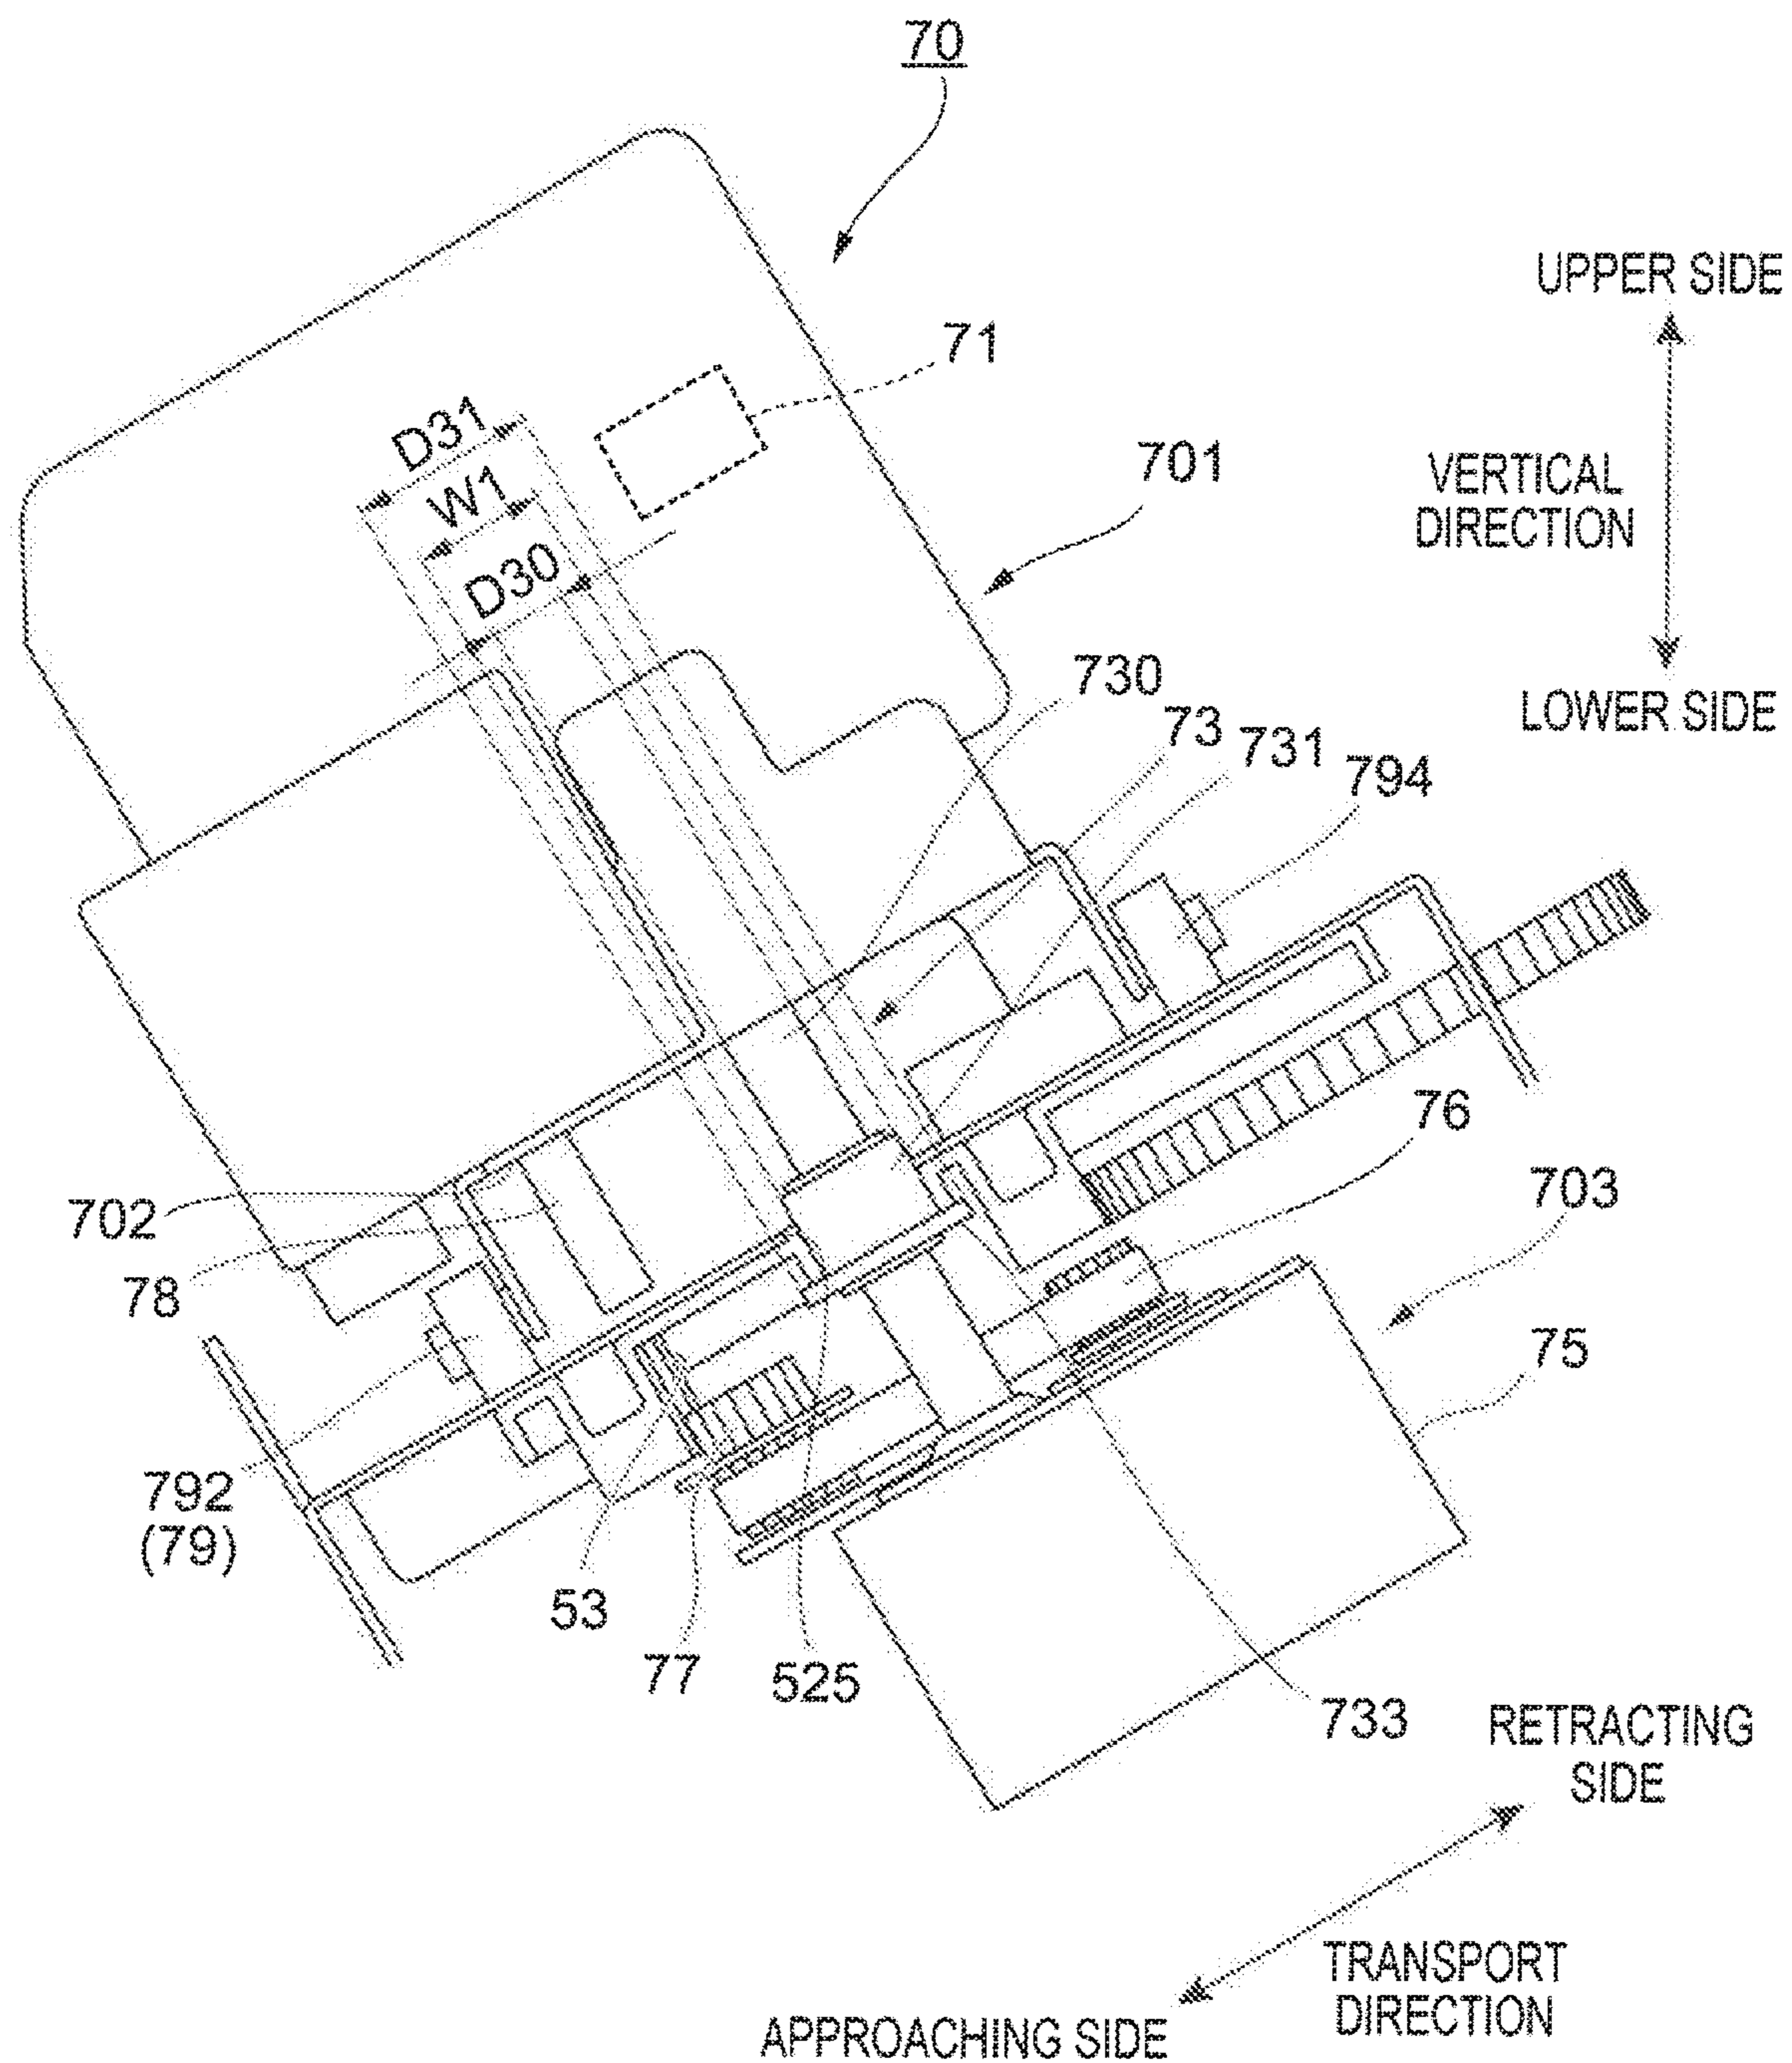 70
UPPER SIDE
71
D31
701
VERTICAL
DIRECTION
W1
D30
730
LOWER SIDE
73
731
794
76
702
703
78
75
792
(79)
53
77
525
733
RETRACTING
SIDE
TRANSPORT
DIRECTION
APPROACHING SIDE